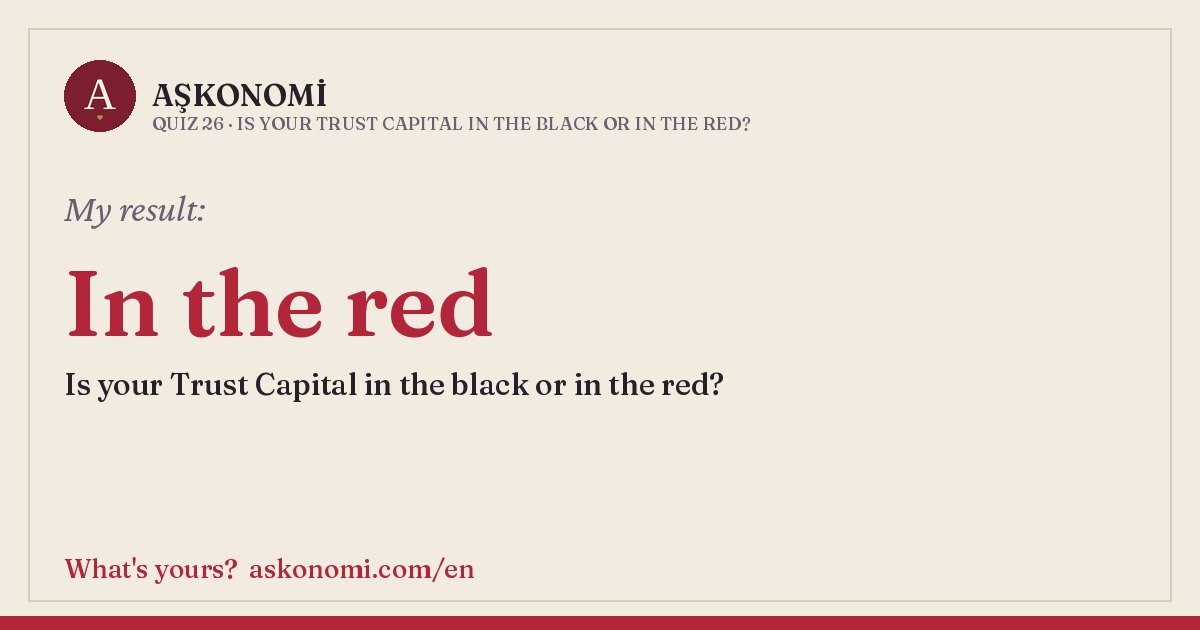 A
AŞKONOMİ
QUIZ 26 · IS YOUR TRUST CAPITAL IN THE BLACK OR IN THE RED?
My result:
In the red
Is your Trust Capital in the black or in the red?
What's yours? askonomi.com/en